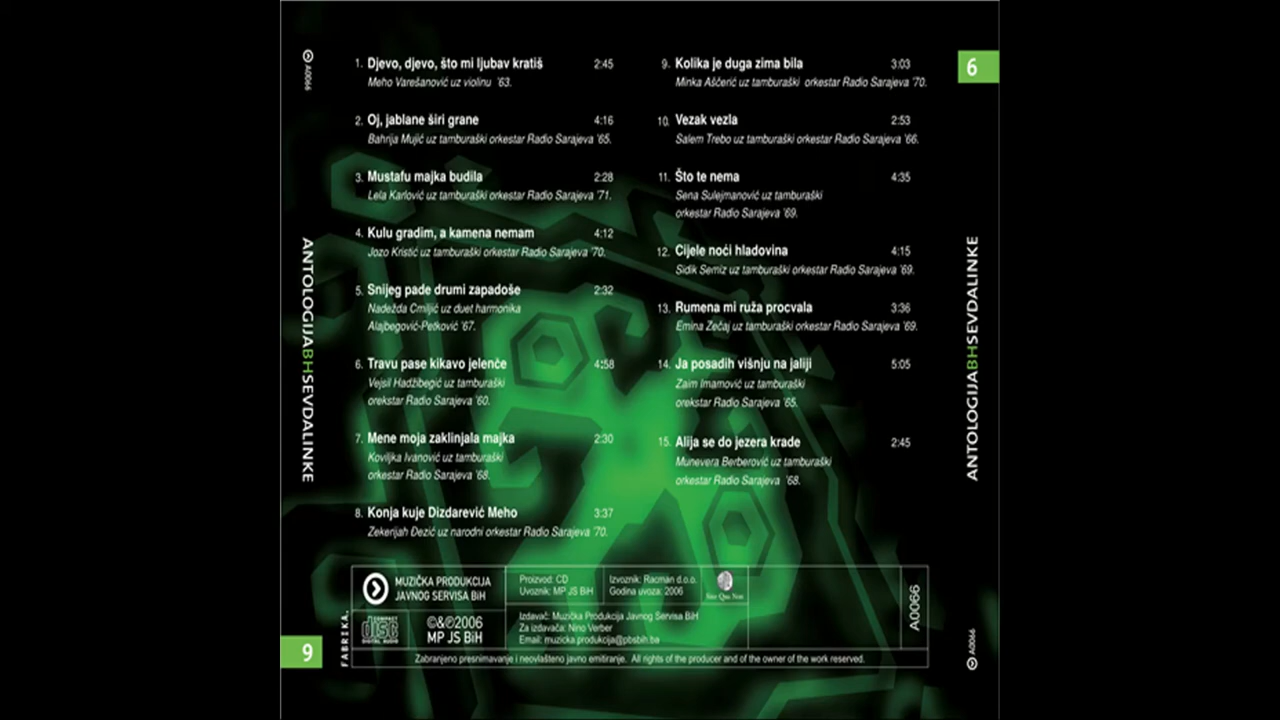 1. Djevo, djevo, što mi ljubav kratiš 2:45
Meho Varešanović uz violinu '63.
2. Oj, jablane širi grane 4:16
Bahrija Mujić uz tamburaški orkestar Radio Sarajeva '65.
3. Mustafu majka budila 2:28
Lela Karlović uz tamburaški orkestar Radio Sarajeva '71.
4. Kulu gradim, a kamena nemam 4:12
Jozo Kristić uz tamburaški orkestar Radio Sarajeva '70.
5. Snijeg pade drumi zapadoše 2:32
Nadežda Cmiljić uz duet harmonika
Alajbegović-Petković '67.
6. Travu pase kikavo jelenče 4:58
Vejsil Hadžibegić uz tamburaški
orekstar Radio Sarajeva '60.
7. Mene moja zaklinjala majka 2:30
Koviljka Ivanović uz tamburaški
orkestar Radio Sarajeva '68.
8. Konja kuje Dizdarević Meho 3:37
Zekerijah Đezić uz narodni orkestar Radio Sarajeva '70.
9. Kolika je duga zima bila 3:03
Minka Aščerić uz tamburaški orkestar Radio Sarajeva '70.
10. Vezak vezla 2:53
Salem Trebo uz tamburaški orkestar Radio Sarajeva '66.
11. Što te nema 4:35
Sena Sulejmanović uz tamburaški
orkestar Radio Sarajeva '69.
12. Cijele noći hladovina 4:15
Sidik Semiz uz tamburaški orkestar Radio Sarajeva '69.
13. Rumena mi ruža procvala 3:36
Emina Zečaj uz tamburaški orkestar Radio Sarajeva '69.
14. Ja posadih višnju na jaliji 5:05
Zaim Imamović uz tamburaški
orekstar Radio Sarajeva '65.
15. Alija se do jezera krade 2:45
Munevera Berberović uz tamburaški
orkestar Radio Sarajeva '68.
A0066
ANTOLOGIJABHSEVDALINKE
9
6
ANTOLOGIJABHSEVDALINKE
A0066
FABRIKA.
MUZIČKA PRODUKCIJA
JAVNOG SERVISA BiH
COMPACT
disc
DIGITAL AUDIO
©&℗2006
MP JS BiH
Proizvod: CD
Uvoznik: MP JS BiH
Izvoznik: Racman d.o.o.
Godina uvoza: 2006
Sine Qua Non
Izdavač: Muzička Produkcija Javnog Servisa BiH
Za izdavača: Nino Verber
Email: muzicka.produkcija@pbsbih.ba
A0066
Zabranjeno presnimavanje i neovlašteno javno emitiranje. All rights of the producer and of the owner of the work reserved.